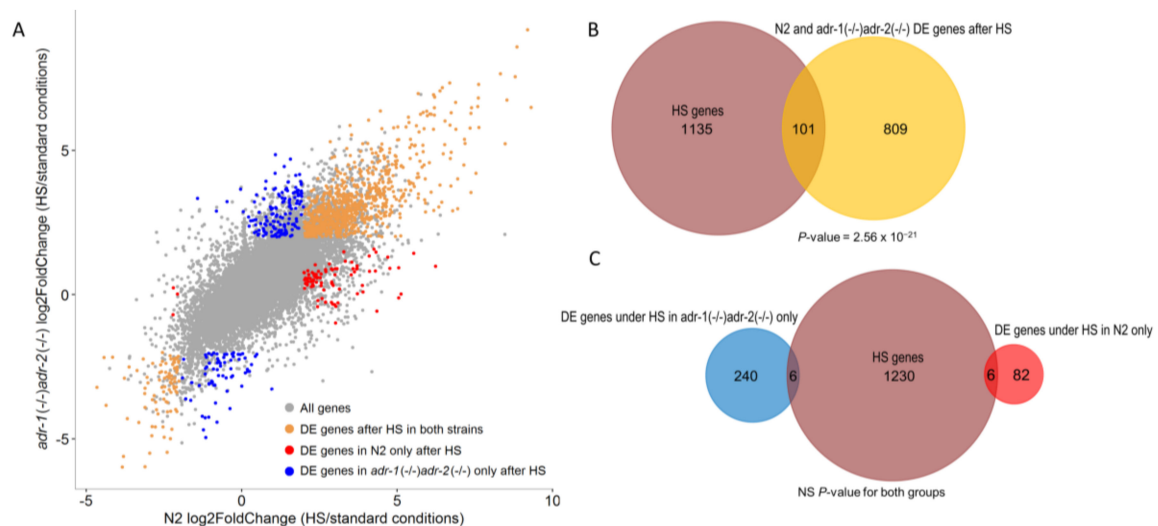 A
adr-1(-/-)adr-2(-/-) log2FoldChange (HS/standard conditions)
5
0
-5
All genes
DE genes after HS in both strains
DE genes in N2 only after HS
DE genes in adr-1(-/-)adr-2(-/-) only after HS
-5
0
5
10
N2 log2FoldChange (HS/standard conditions)
B
N2 and adr-1(-/-)adr-2(-/-) DE genes after HS
HS genes
1135
101
809
P-value = 2.56 x 10⁻²¹
C
DE genes under HS in adr-1(-/-)adr-2(-/-) only
DE genes under HS in N2 only
HS genes
240
6
1230
6
82
NS P-value for both groups